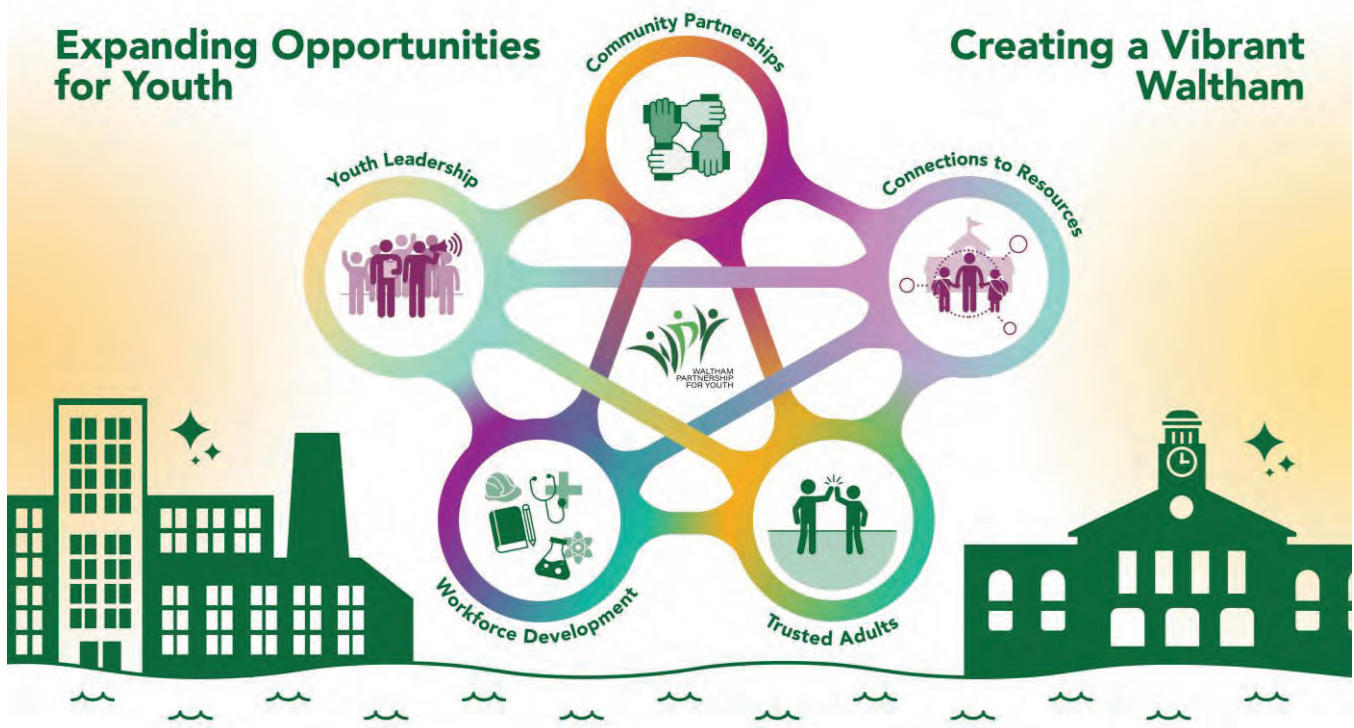 Expanding Opportunities
for Youth
Creating a Vibrant
Waltham
Community Partnerships
Youth Leadership
Connections to Resources
WPY
WALTHAM
PARTNERSHIP
FOR YOUTH
Workforce Development
Trusted Adults